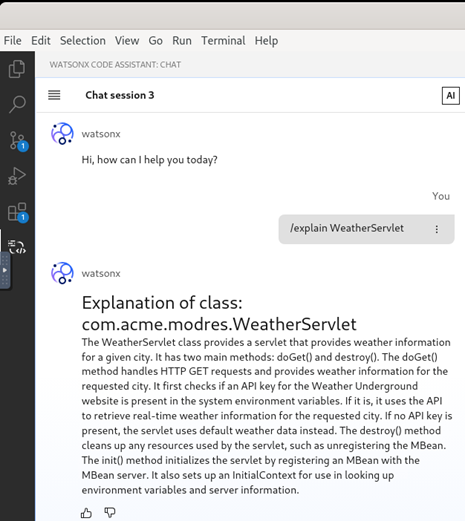 File Edit Selection View Go Run Terminal Help
WATSONX CODE ASSISTANT: CHAT
Chat session 3
AI
watsonx
Hi, how can I help you today?
You
/explain WeatherServlet
1
1
watsonx
Explanation of class:
com.acme.modres.WeatherServlet
The WeatherServlet class provides a servlet that provides weather information
for a given city. It has two main methods: doGet() and destroy(). The doGet()
method handles HTTP GET requests and provides weather information for the
requested city. It first checks if an API key for the Weather Underground
website is present in the system environment variables. If it is, it uses the API
to retrieve real-time weather information for the requested city. If no API key is
present, the servlet uses default weather data instead. The destroy() method
cleans up any resources used by the servlet, such as unregistering the MBean.
The init() method initializes the servlet by registering an MBean with the
MBean server. It also sets up an InitialContext for use in looking up
environment variables and server information.